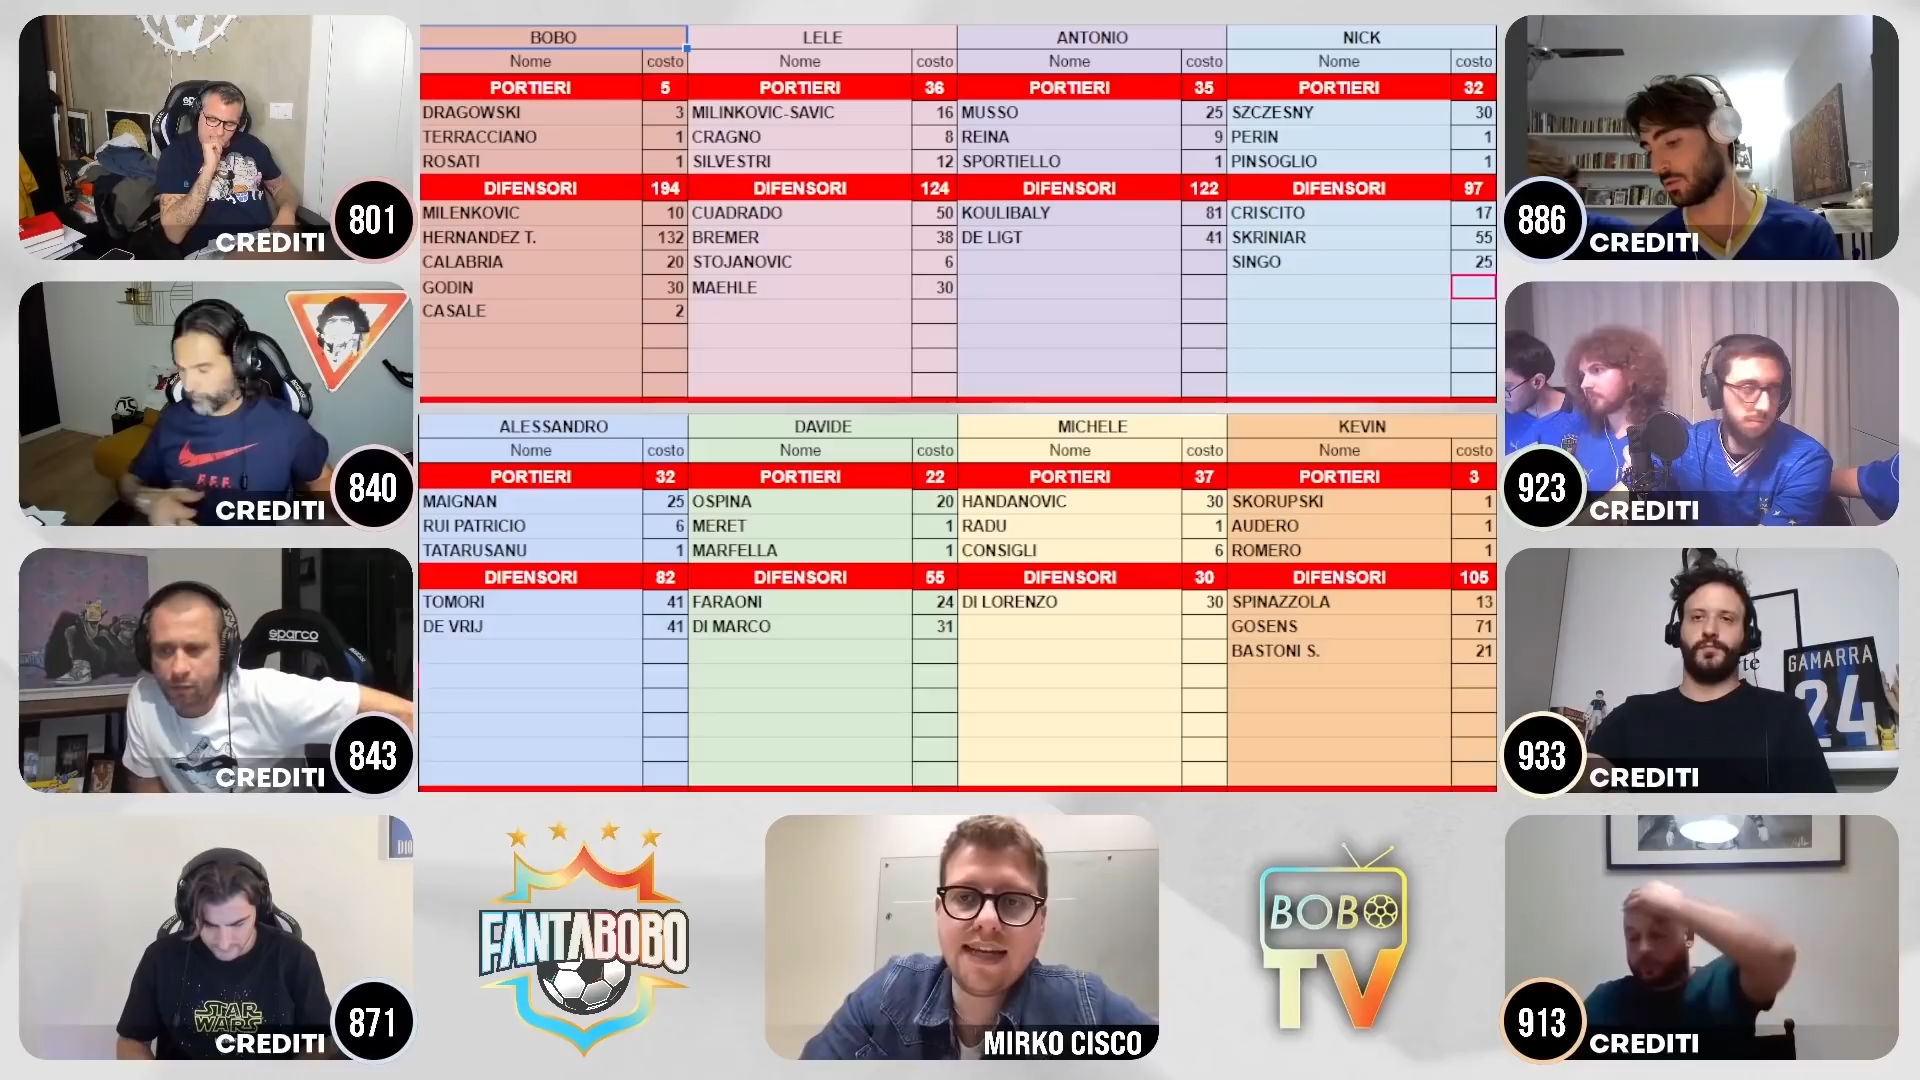 BOBO LELE ANTONIO NICK
Nome costo Nome costo Nome costo Nome costo
PORTIERI 5 PORTIERI 36 PORTIERI 35 PORTIERI 32
DRAGOWSKI 3 MILINKOVIC-SAVIC 16 MUSSO 25 SZCZESNY 30
TERRACCIANO 1 CRAGNO 8 REINA 9 PERIN 1
ROSATI 1 SILVESTRI 12 SPORTIELLO 1 PINSOGLIO 1
DIFENSORI 194 DIFENSORI 124 DIFENSORI 122 DIFENSORI 97
MILENKOVIC 10 CUADRADO 50 KOULIBALY 81 CRISCITO 17
HERNANDEZ T. 132 BREMER 38 DE LIGT 41 SKRINIAR 55
CALABRIA 20 STOJANOVIC 6 SINGO 25
GODIN 30 MAEHLE 30
CASALE 2
801
CREDITI
886
CREDITI
ALESSANDRO DAVIDE MICHELE KEVIN
Nome costo Nome costo Nome costo Nome costo
PORTIERI 32 PORTIERI 22 PORTIERI 37 PORTIERI 3
MAIGNAN 25 OSPINA 20 HANDANOVIC 30 SKORUPSKI 1
RUI PATRICIO 6 MERET 1 RADU 1 AUDERO 1
TATARUSANU 1 MARFELLA 1 CONSIGLI 6 ROMERO 1
DIFENSORI 82 DIFENSORI 55 DIFENSORI 30 DIFENSORI 105
TOMORI 41 FARAONI 24 DI LORENZO 30 SPINAZZOLA 13
DE VRIJ 41 DI MARCO 31 GOSENS 71
BASTONI S. 21
F.F.F.
840
CREDITI
923
CREDITI
sparco
843
CREDITI
te
GAMARRA
24
933
CREDITI
D10
STAR
WARS
871
CREDITI
FANTABOBO
MIRKO CISCO
BOBO
TV
913
CREDITI